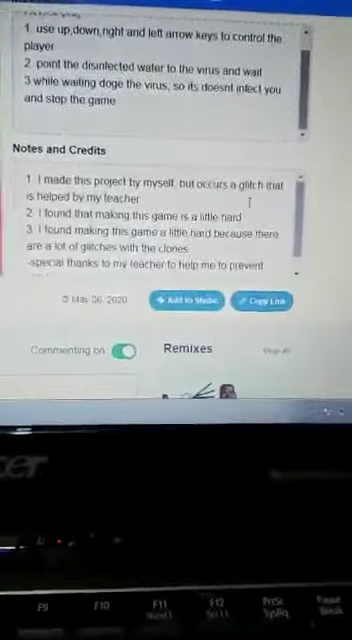 1. use up,down,right and left arrow keys to control the
player
2. point the disinfected water to the virus and wait
3 while waiting doge the virus, so its doesnt infect you
and stop the game
Notes and Credits
1. I made this project by myself, but occurs a glitch that
is helped by my teacher
2. I found that making this game is a little hard
3. I found making this game a little hard because there
are a lot of glitches with the clones
-special thanks to my teacher to help me to prevent
© May 06, 2020
Add to Studio
Copy Link
Commenting on
Remixes
View all
acer
F9
F10
F11
F12
PrtSc
Pause
SysRq
Break